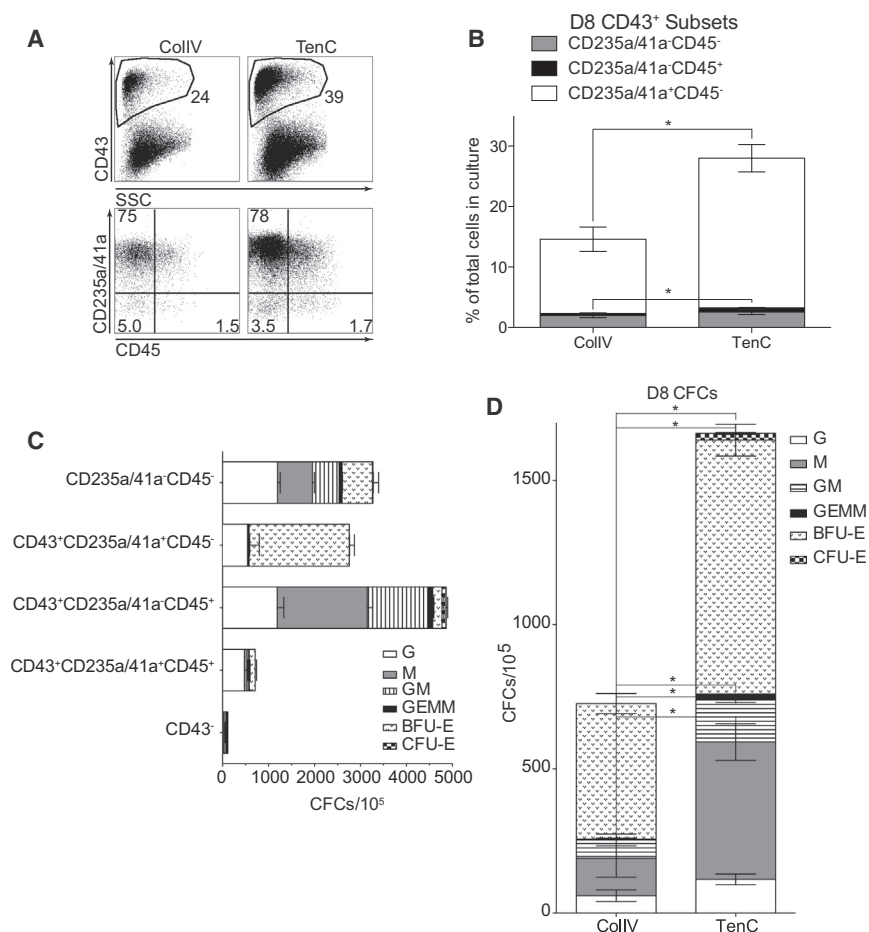 A
CollIV
TenC
24
39
CD43
SSC
75
78
5.0
1.5
3.5
1.7
CD235a/41a
CD45
B
D8 CD43⁺ Subsets
CD235a/41a⁻CD45⁻
CD235a/41a⁻CD45⁺
CD235a/41a⁺CD45⁻
% of total cells in culture
30
20
10
0
*
*
CollIV
TenC
C
CD235a/41a⁻CD45⁻
CD43⁺CD235a/41a⁺CD45⁻
CD43⁺CD235a/41a⁻CD45⁺
CD43⁺CD235a/41a⁺CD45⁺
CD43⁻
G
M
GM
GEMM
BFU-E
CFU-E
0 1000 2000 3000 4000 5000
CFCs/10⁵
D
D8 CFCs
*
*
*
*
*
G
M
GM
GEMM
BFU-E
CFU-E
CFCs/10⁵
1500
1000
500
0
CollIV
TenC